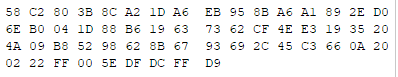 58 C2 80 3B 8C A2 1D A6 EB 95 8B A6 A1 89 2E D0
6E B0 04 1D 88 B6 19 63 73 62 CF 4E E3 19 35 20
4A 09 B8 52 98 62 8B 67 93 69 2C 45 C3 66 0A 20
02 22 FF 00 5E DF DC FF D9